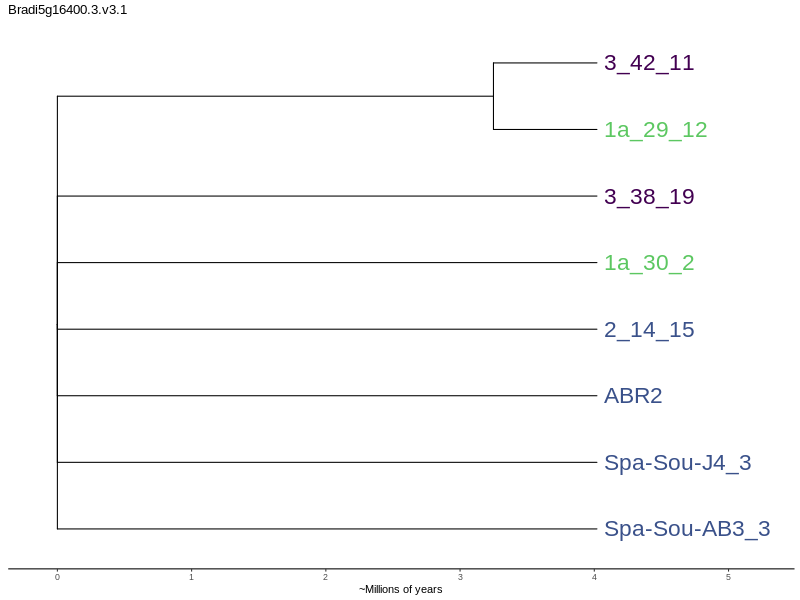 Bradi5g16400.3.v3.1
3_42_11
1a_29_12
3_38_19
1a_30_2
2_14_15
ABR2
Spa-Sou-J4_3
Spa-Sou-AB3_3
0 1 2 3 4 5
~Millions of years